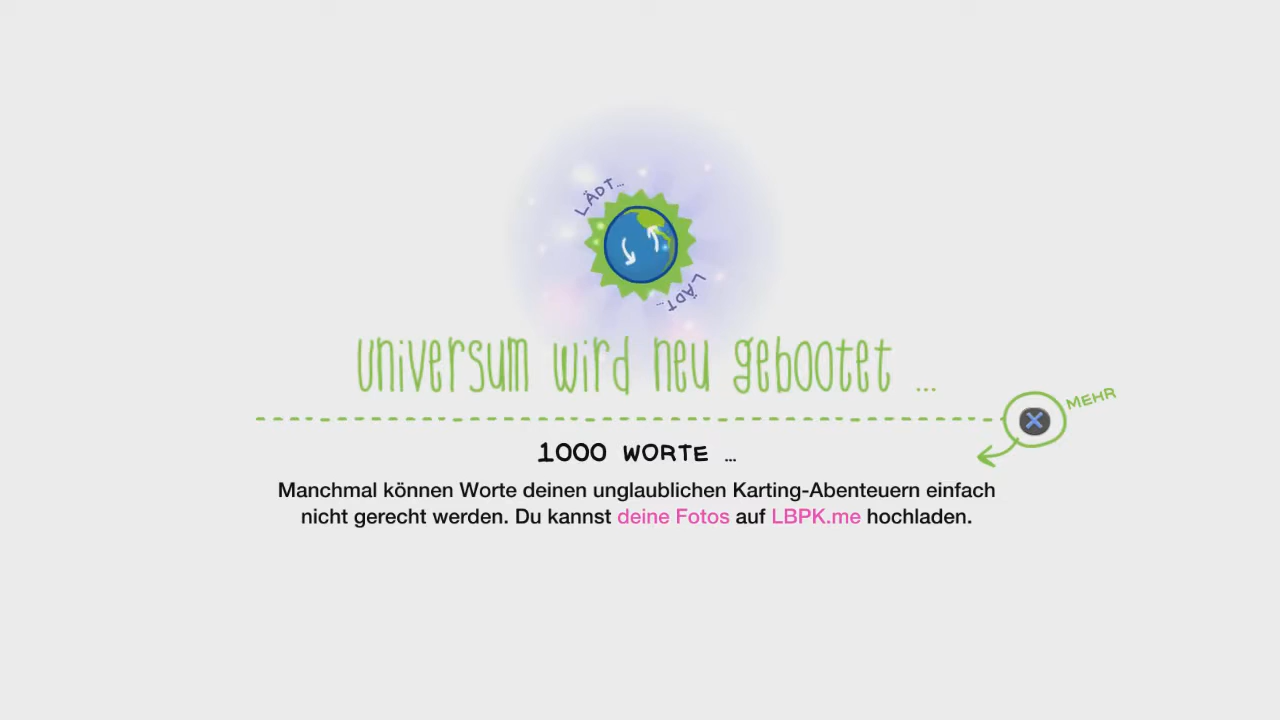 LÄDT...
LÄDT...
universum wird neu gebootet ...
MEHR
1000 WORTE ...
Manchmal können Worte deinen unglaublichen Karting-Abenteuern einfach
nicht gerecht werden. Du kannst deine Fotos auf LBPK.me hochladen.